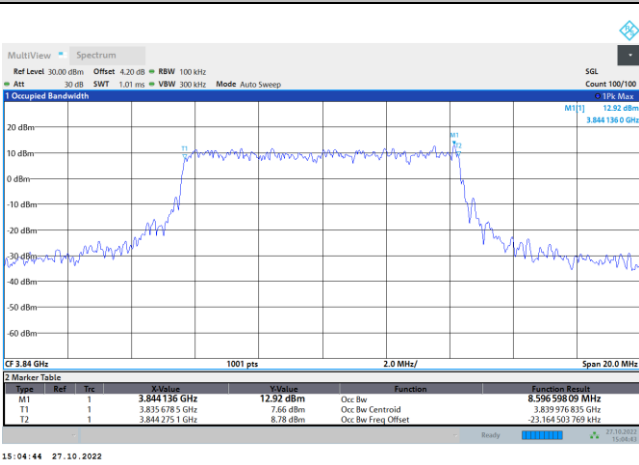 MultiView Spectrum
Ref Level 30.00 dBm Offset 4.20 dB RBW 100 kHz SGL
Att 30 dB SWT 1.01 ms VBW 300 kHz Mode Auto Sweep Count 100/100
1 Occupied Bandwidth 1Pk Max
M1[1] 12.92 dBm
3.844 136 0 GHz
M1
20 dBm
T1
T2
10 dBm
0 dBm
-10 dBm
-20 dBm
-30 dBm
-40 dBm
-50 dBm
-60 dBm
CF 3.84 GHz 1001 pts 2.0 MHz/ Span 20.0 MHz
2 Marker Table
Type Ref Trc X-Value Y-Value Function Function Result
M1 1 3.844 136 GHz 12.92 dBm Occ Bw 8.596 598 09 MHz
T1 1 3.835 678 5 GHz 7.66 dBm Occ Bw Centroid 3.839 976 835 GHz
T2 1 3.844 275 1 GHz 8.78 dBm Occ Bw Freq Offset -23.164 503 769 kHz
Ready 27.10.2022
15:04:43
15:04:44 27.10.2022